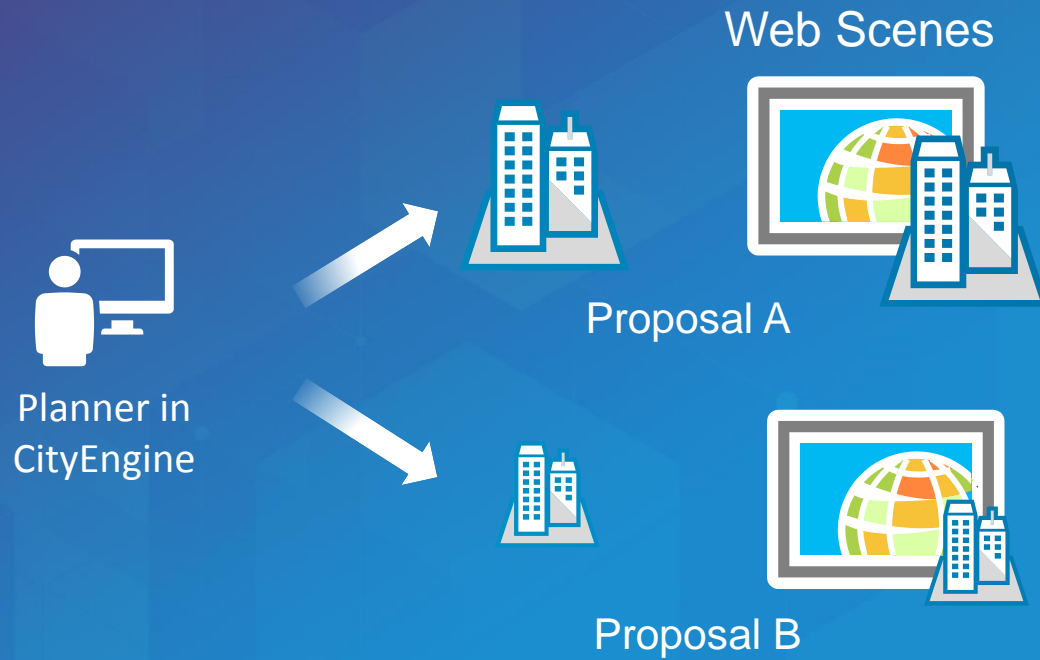 Web Scenes
Proposal A
Planner in
CityEngine
Proposal B